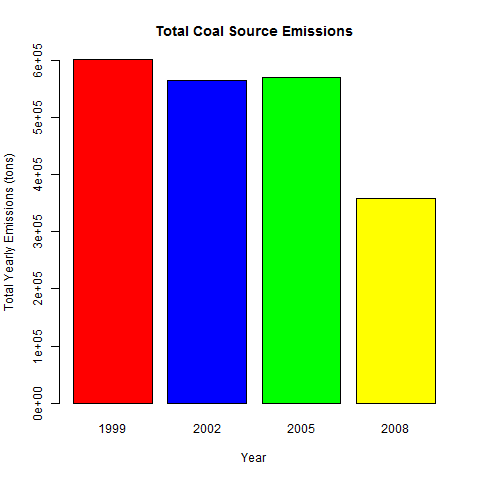 Total Coal Source Emissions
Total Yearly Emissions (tons)
6e+05
5e+05
4e+05
3e+05
2e+05
1e+05
0e+00
1999 2002 2005 2008
Year